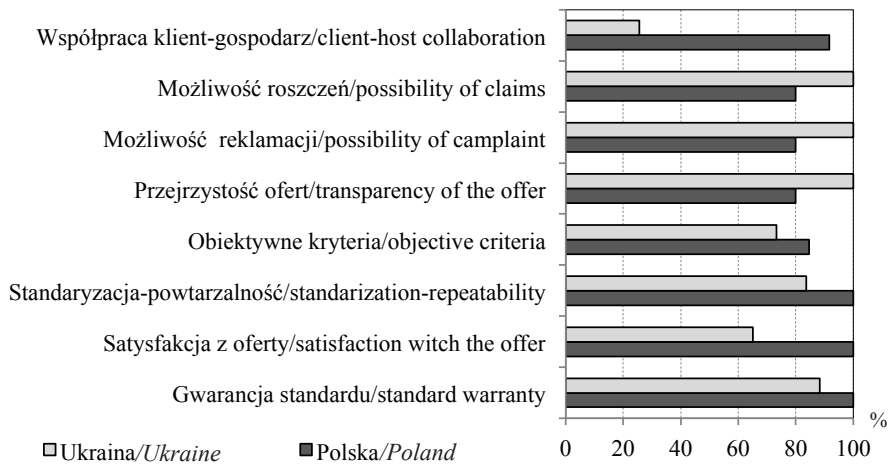 Współpraca klient-gospodarz/client-host collaboration
Możliwość roszczeń/possibility of claims
Możliwość reklamacji/possibility of camplaint
Przejrzystość ofert/transparency of the offer
Obiektywne kryteria/objective criteria
Standaryzacja-powtarzalność/standarization-repeatability
Satysfakcja z oferty/satisfaction witch the offer
Gwarancja standardu/standard warranty
%
0 20 40 60 80 100
Ukraina/Ukraine Polska/Poland